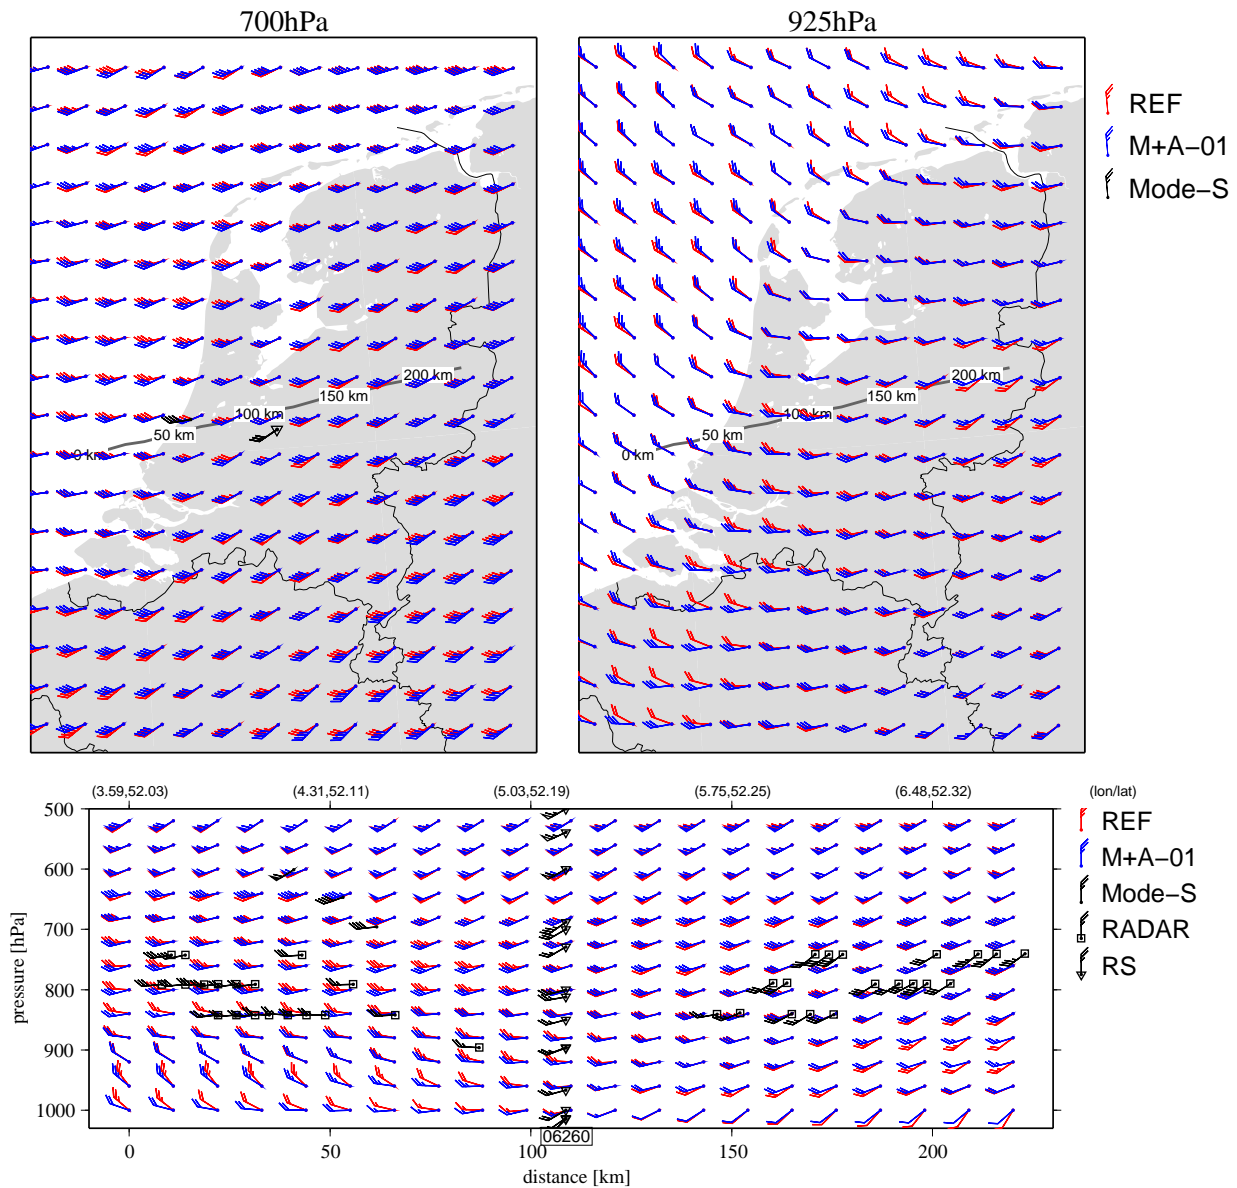 700hPa
925hPa
REF
M+A−01
Mode−S
0 km
50 km
100 km
150 km
200 km
0 km
50 km
100 km
150 km
200 km
(3.59,52.03)
(4.31,52.11)
(5.03,52.19)
(5.75,52.25)
(6.48,52.32)
(lon/lat)
REF
M+A−01
Mode−S
RADAR
RS
pressure [hPa]
500
600
700
800
900
1000
0
50
100
150
200
06260
distance [km]